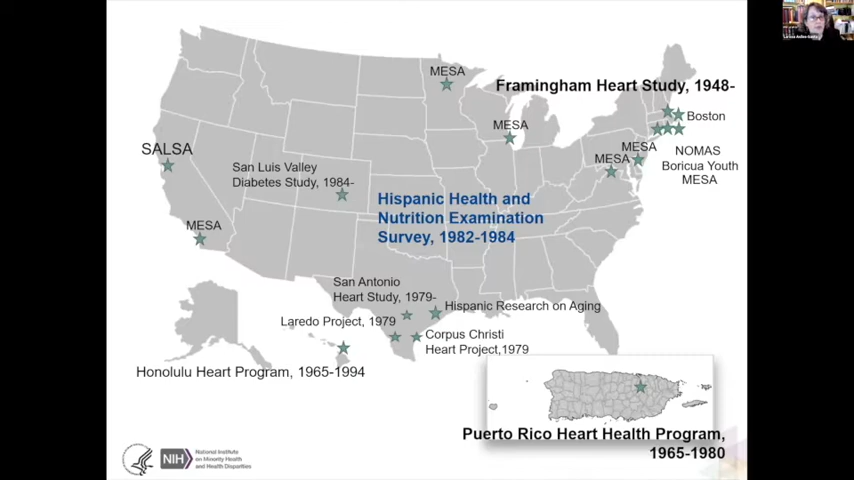 MESA
Framingham Heart Study, 1948-
Boston
MESA
SALSA
MESA
MESA
NOMAS
Boricua Youth
MESA
San Luis Valley
Diabetes Study, 1984-
Hispanic Health and
Nutrition Examination
Survey, 1982-1984
MESA
San Antonio
Heart Study, 1979-
Hispanic Research on Aging
Laredo Project, 1979
Corpus Christi
Heart Project,1979
Honolulu Heart Program, 1965-1994
Puerto Rico Heart Health Program,
1965-1980
NIH
National Institute
on Minority Health
and Health Disparities